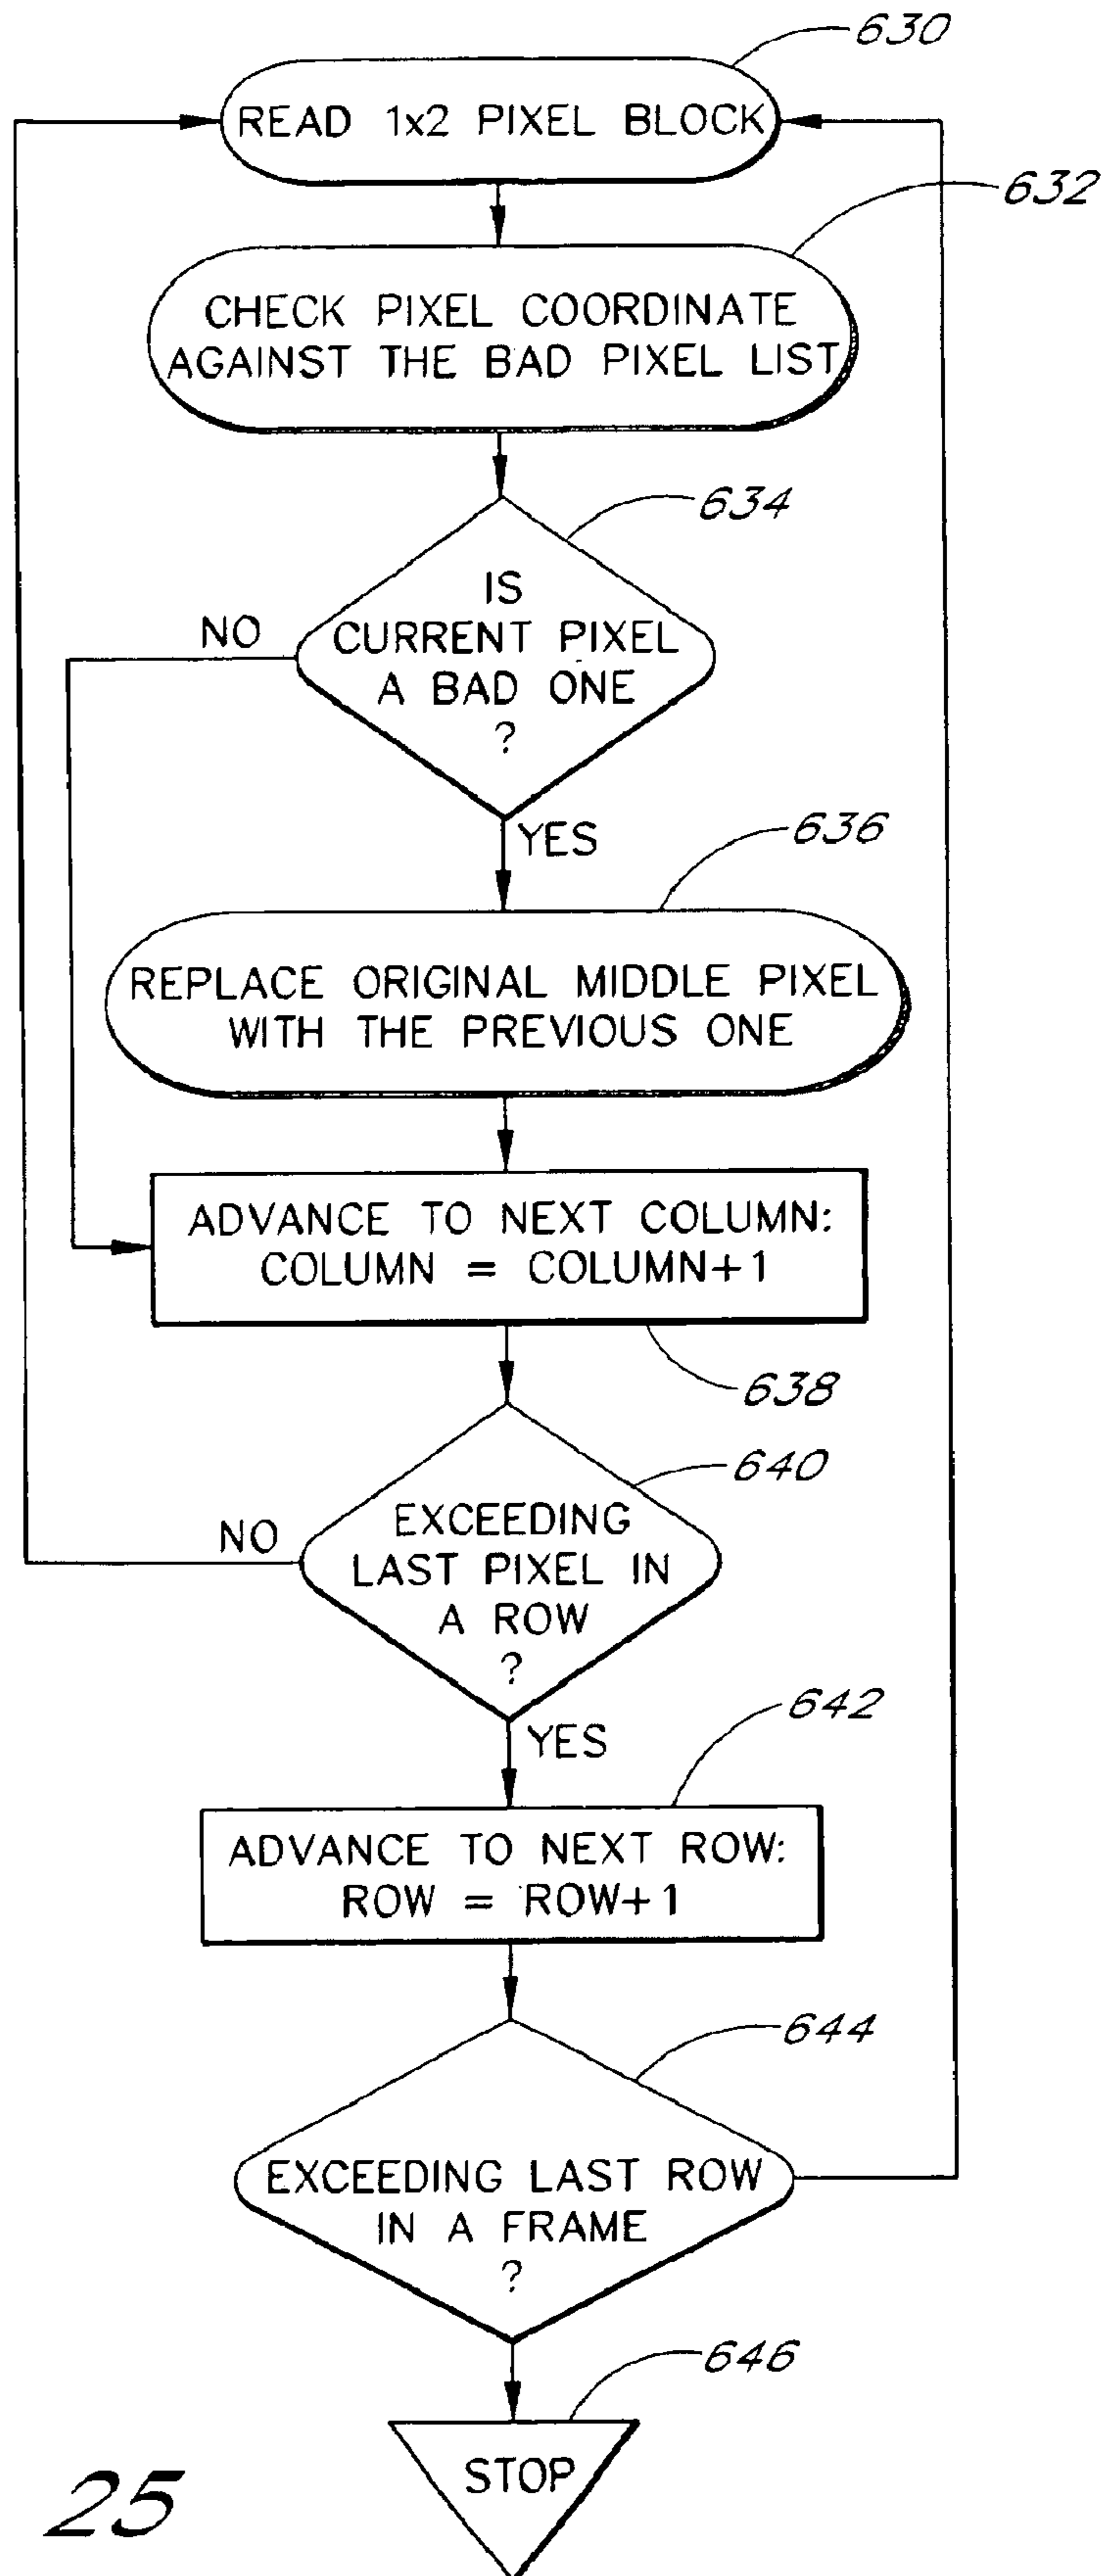 630
READ 1x2 PIXEL BLOCK
632
CHECK PIXEL COORDINATE
AGAINST THE BAD PIXEL LIST
634
IS
CURRENT PIXEL
A BAD ONE
?
NO
YES
636
REPLACE ORIGINAL MIDDLE PIXEL
WITH THE PREVIOUS ONE
ADVANCE TO NEXT COLUMN:
COLUMN = COLUMN+1
638
640
EXCEEDING
LAST PIXEL IN
A ROW
?
NO
YES
642
ADVANCE TO NEXT ROW:
ROW = ROW+1
644
EXCEEDING LAST ROW
IN A FRAME
?
646
STOP
25